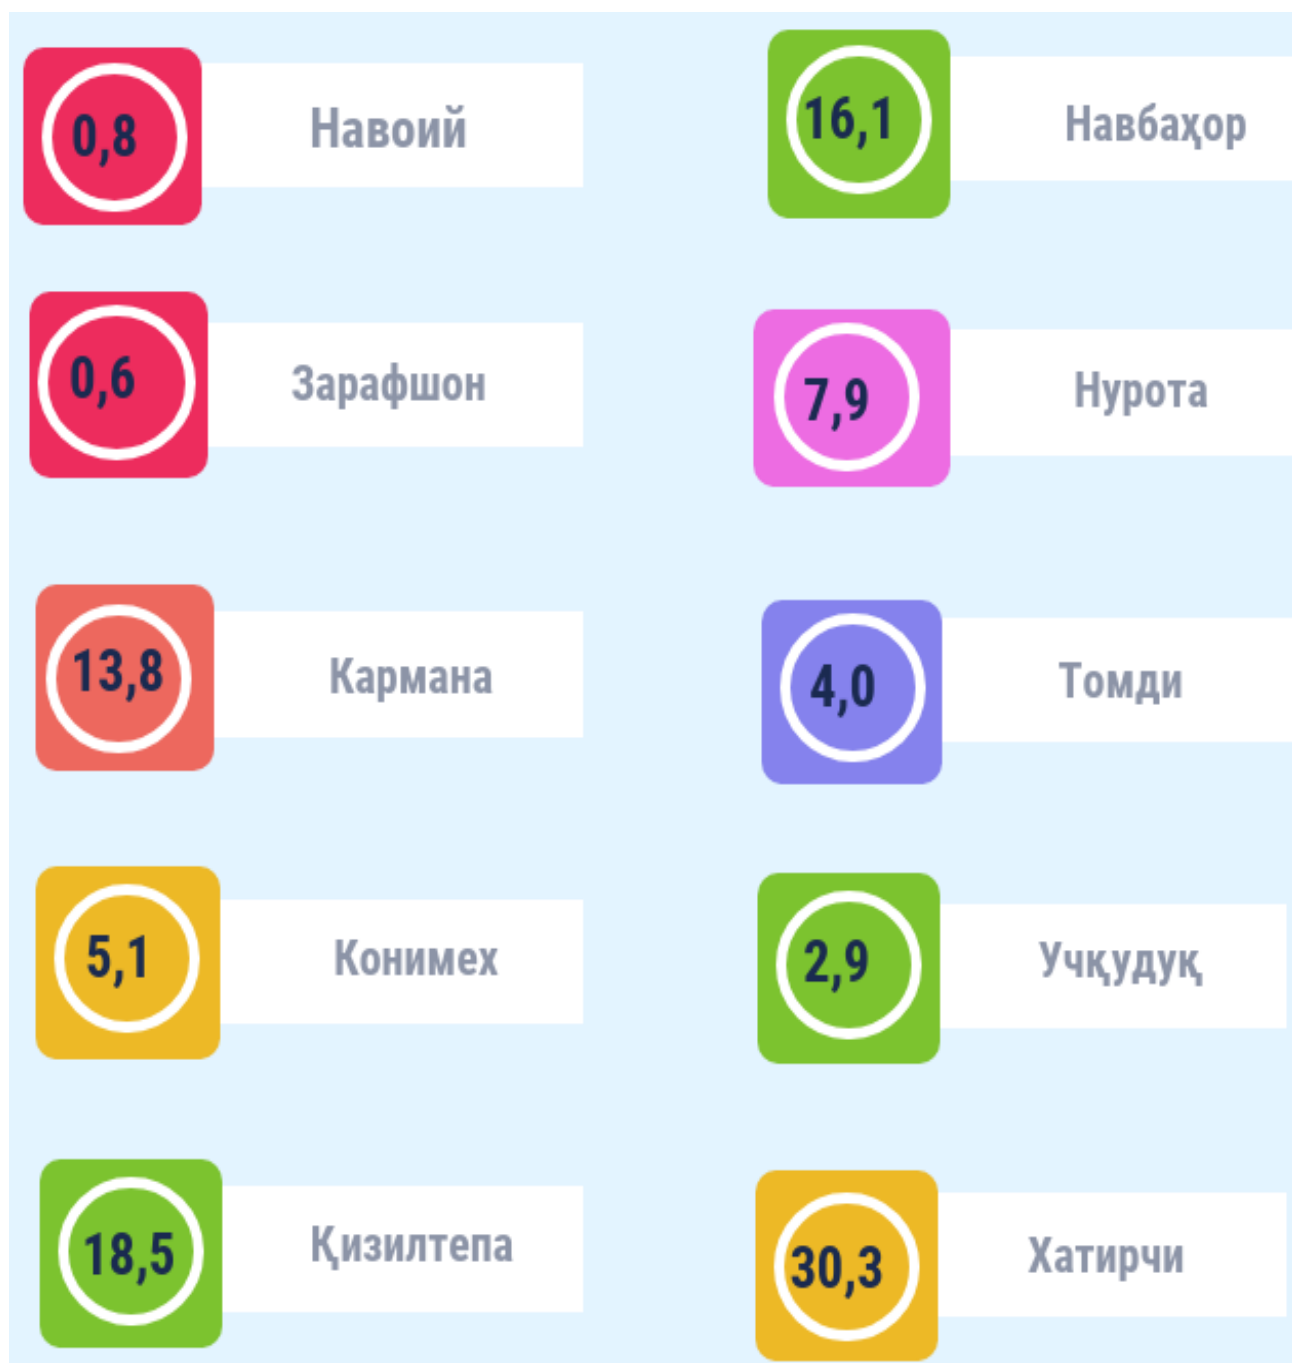 0,8 Навоий
16,1 Навбаҳор
0,6 Зарафшон
7,9 Нурота
13,8 Кармана
4,0 Томди
5,1 Конимех
2,9 Учқудуқ
18,5 Қизилтепа
30,3 Хатирчи